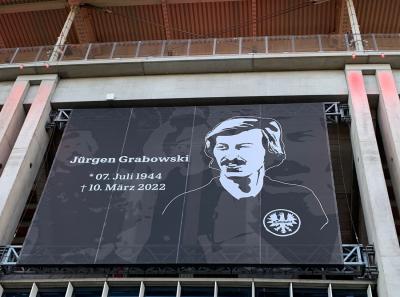 Jürgen Grabowski
* 07. Juli 1944
† 10. März 2022